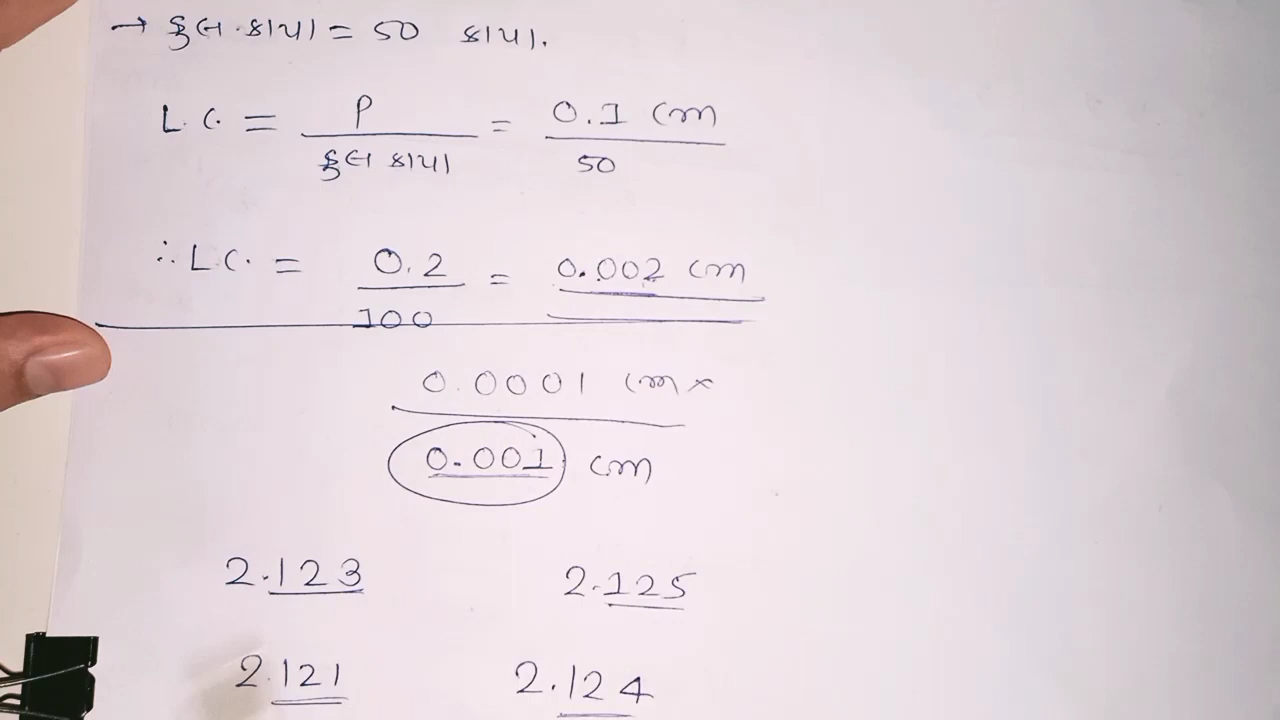 → કુલ કાપા = 50 કાપા.
L.C. = P / કુલ કાપા = 0.1 cm / 50
∴ L.C. = 0.2 / 100 = 0.002 cm
0.0001 cm ×
0.001 cm
2.123 2.125
2.121 2.124